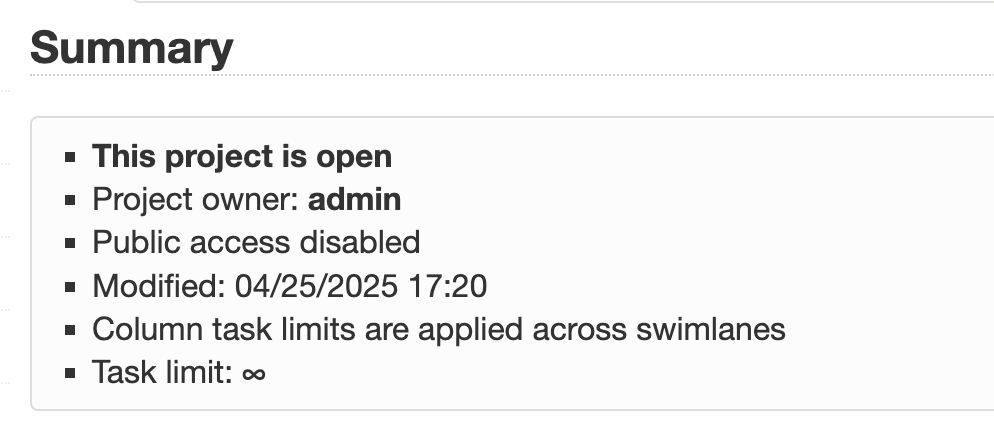 Summary
This project is open
Project owner: admin
Public access disabled
Modified: 04/25/2025 17:20
Column task limits are applied across swimlanes
Task limit: ∞